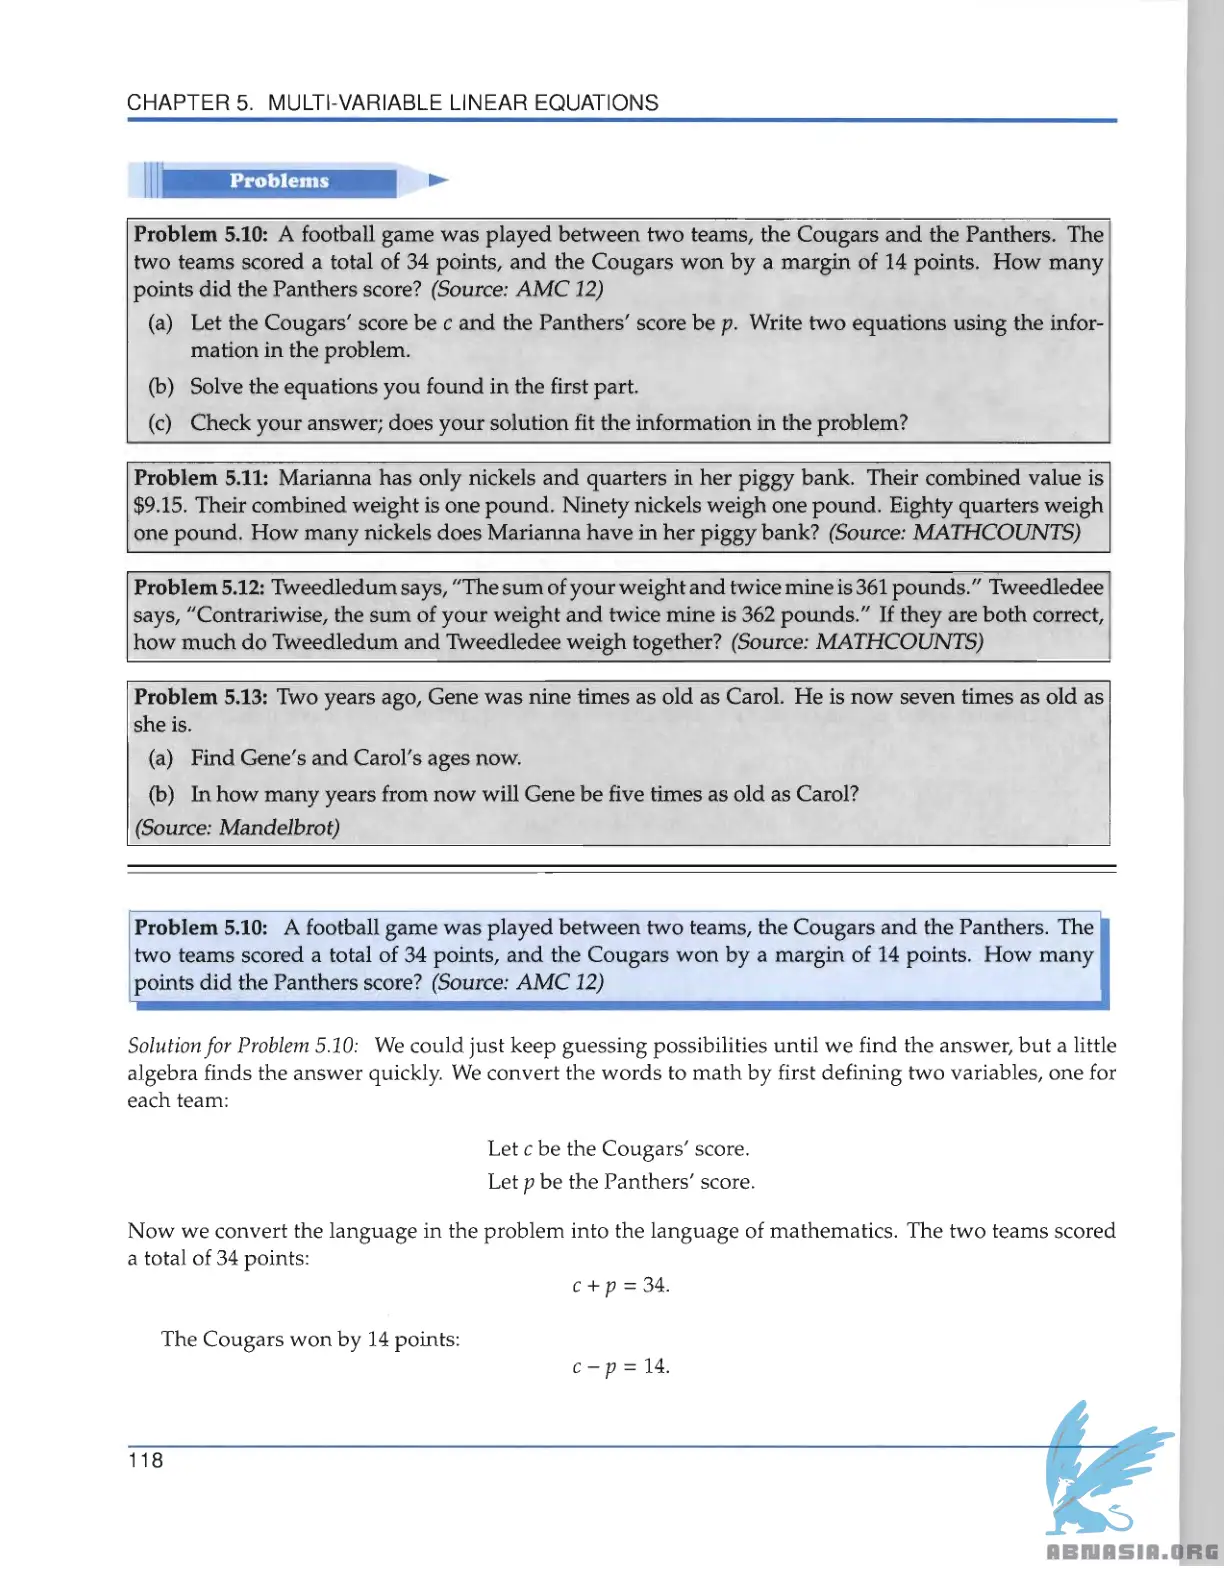 CHAPTER 5. MULTI-VARIABLE LINEAR EQUATIONS
Problems
Problem 5.10: A football game was played between two teams, the Cougars and the Panthers. The
two teams scored a total of 34 points, and the Cougars won by a margin of 14 points. How many
points did the Panthers score? (Source: AMC 12)
(a) Let the Cougars' score be c and the Panthers' score be p. Write two equations using the infor-
mation in the problem.
(b) Solve the equations you found in the first part.
(c) Check your answer; does your solution fit the information in the problem?
Problem 5.11: Marianna has only nickels and quarters in her piggy bank. Their combined value is
$9.15. Their combined weight is one pound. Ninety nickels weigh one pound. Eighty quarters weigh
one pound. How many nickels does Marianna have in her piggy bank? (Source: MATHCOUNTS)
Problem 5.12: Tweedledum says, "The sum of your weight and twice mine is 361 pounds." Tweedledee
says, "Contrariwise, the sum of your weight and twice mine is 362 pounds." If they are both correct,
how much do Tweedledum and Tweedledee weigh together? (Source: MATHCOUNTS)
Problem 5.13: Two years ago, Gene was nine times as old as Carol. He is now seven times as old as
she is.
(a) Find Gene's and Carol's ages now.
(b) In how many years from now will Gene be five times as old as Carol?
(Source: Mandelbrot)
Problem 5.10: A football game was played between two teams, the Cougars and the Panthers. The
two teams scored a total of 34 points, and the Cougars won by a margin of 14 points. How many
points did the Panthers score? (Source: AMC 12)
Solution for Problem 5.10: We could just keep guessing possibilities until we find the answer, but a little
algebra finds the answer quickly. We convert the words to math by first defining two variables, one for
each team:
Let c be the Cougars' score.
Let p be the Panthers' score.
Now we convert the language in the problem into the language of mathematics. The two teams scored
a total of 34 points:
c + p = 34.
The Cougars won by 14 points:
c − p = 14.
118
ABNASIA.ORG